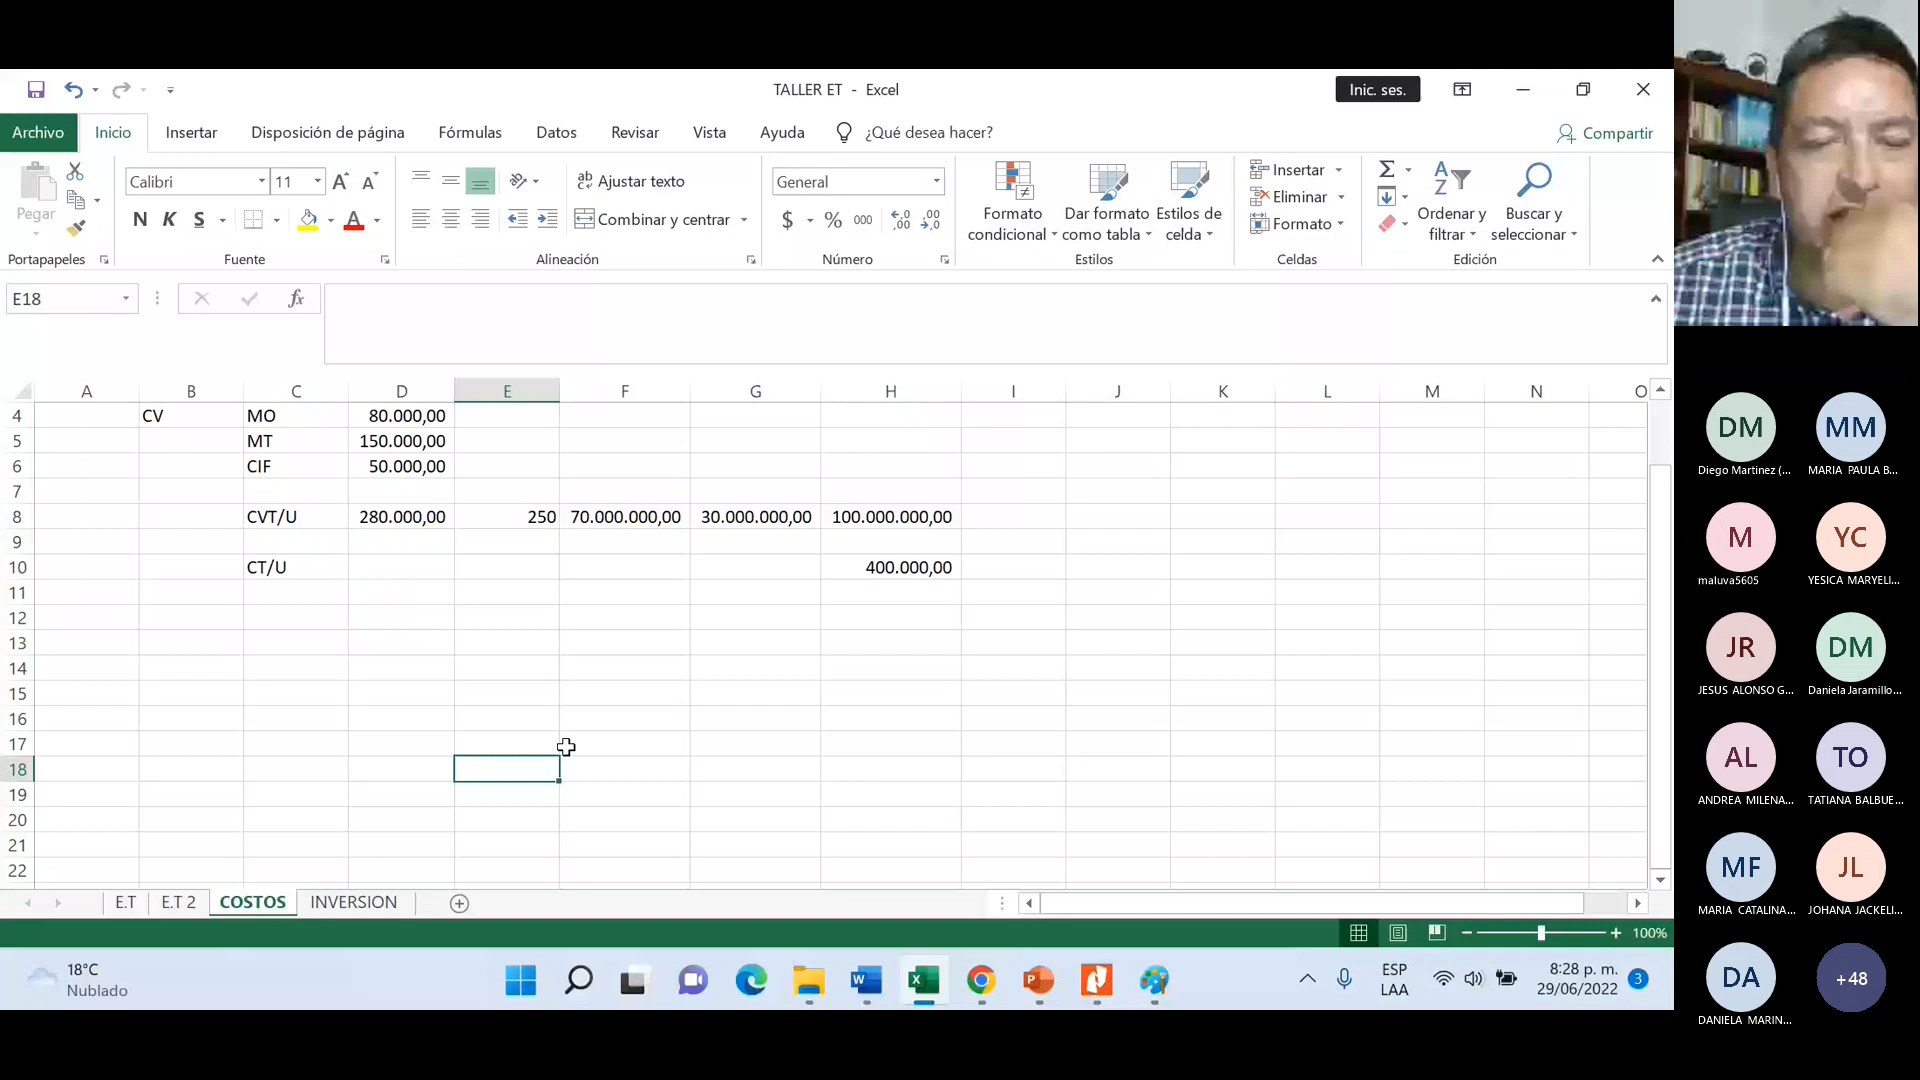 TALLER ET - Excel
Inic. ses.
Archivo Inicio Insertar Disposición de página Fórmulas Datos Revisar Vista Ayuda ¿Qué desea hacer? Compartir
Pegar
Calibri 11
N K S
Ajustar texto
Combinar y centrar
General
$ % 000
Formato condicional
Dar formato como tabla
Estilos de celda
Insertar
Eliminar
Formato
Ordenar y filtrar
Buscar y seleccionar
Portapapeles Fuente Alineación Número Estilos Celdas Edición
E18 fx
A B C D E F G H I J K L M N O
4 CV MO 80.000,00
5 MT 150.000,00
6 CIF 50.000,00
7
8 CVT/U 280.000,00 250 70.000.000,00 30.000.000,00 100.000.000,00
9
10 CT/U 400.000,00
11
12
13
14
15
16
17
18
19
20
21
22
E.T E.T 2 COSTOS INVERSION
100%
18°C
Nublado
ESP
LAA
8:28 p. m.
29/06/2022
3
DM MM
Diego Martinez (... MARIA PAULA B...
M YC
maluva5605 YESICA MARYELI...
JR DM
JESUS ALONSO G... Daniela Jaramillo...
AL TO
ANDREA MILENA... TATIANA BALBUE...
MF JL
MARIA CATALINA... JOHANA JACKELI...
DA +48
DANIELA MARIN...